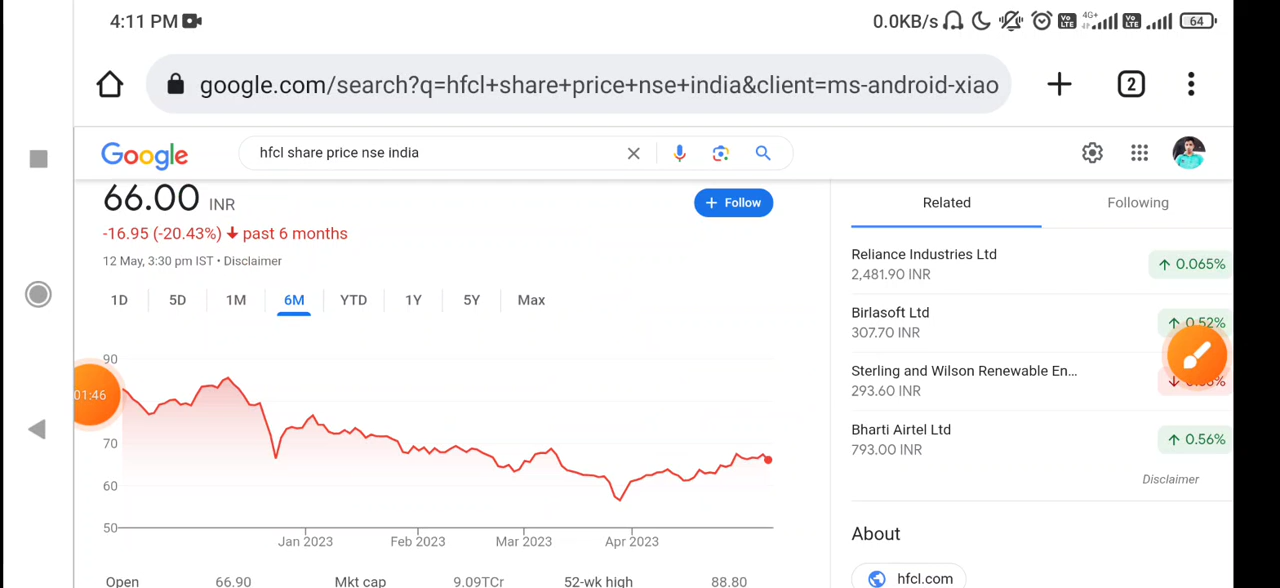 4:11 PM
0.0KB/s
4G+
Vo LTE
Vo LTE
64
google.com/search?q=hfcl+share+price+nse+india&client=ms-android-xiao
2
Google
hfcl share price nse india
66.00 INR
+ Follow
-16.95 (-20.43%) past 6 months
12 May, 3:30 pm IST • Disclaimer
1D
5D
1M
6M
YTD
1Y
5Y
Max
90
70
60
50
01:46
Jan 2023
Feb 2023
Mar 2023
Apr 2023
Open 66.90
Mkt cap 9.09TCr
52-wk high 88.80
Related
Following
Reliance Industries Ltd
2,481.90 INR
0.065%
Birlasoft Ltd
307.70 INR
0.52%
Sterling and Wilson Renewable En...
293.60 INR
Bharti Airtel Ltd
793.00 INR
0.56%
Disclaimer
About
hfcl.com